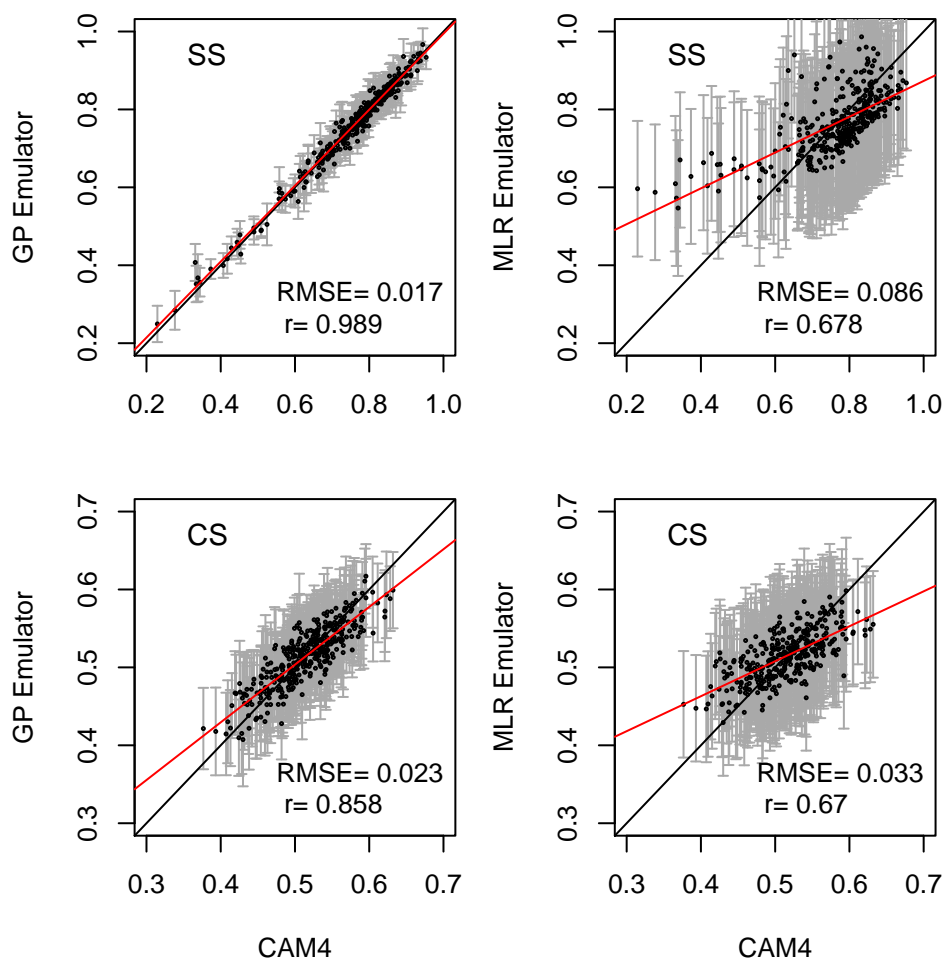 SS
GP Emulator
1.0
0.8
0.6
0.4
0.2
RMSE= 0.017
r= 0.989
0.2 0.4 0.6 0.8 1.0
SS
MLR Emulator
1.0
0.8
0.6
0.4
0.2
RMSE= 0.086
r= 0.678
0.2 0.4 0.6 0.8 1.0
CS
GP Emulator
0.7
0.6
0.5
0.4
0.3
RMSE= 0.023
r= 0.858
0.3 0.4 0.5 0.6 0.7
CAM4
CS
MLR Emulator
0.7
0.6
0.5
0.4
0.3
RMSE= 0.033
r= 0.67
0.3 0.4 0.5 0.6 0.7
CAM4